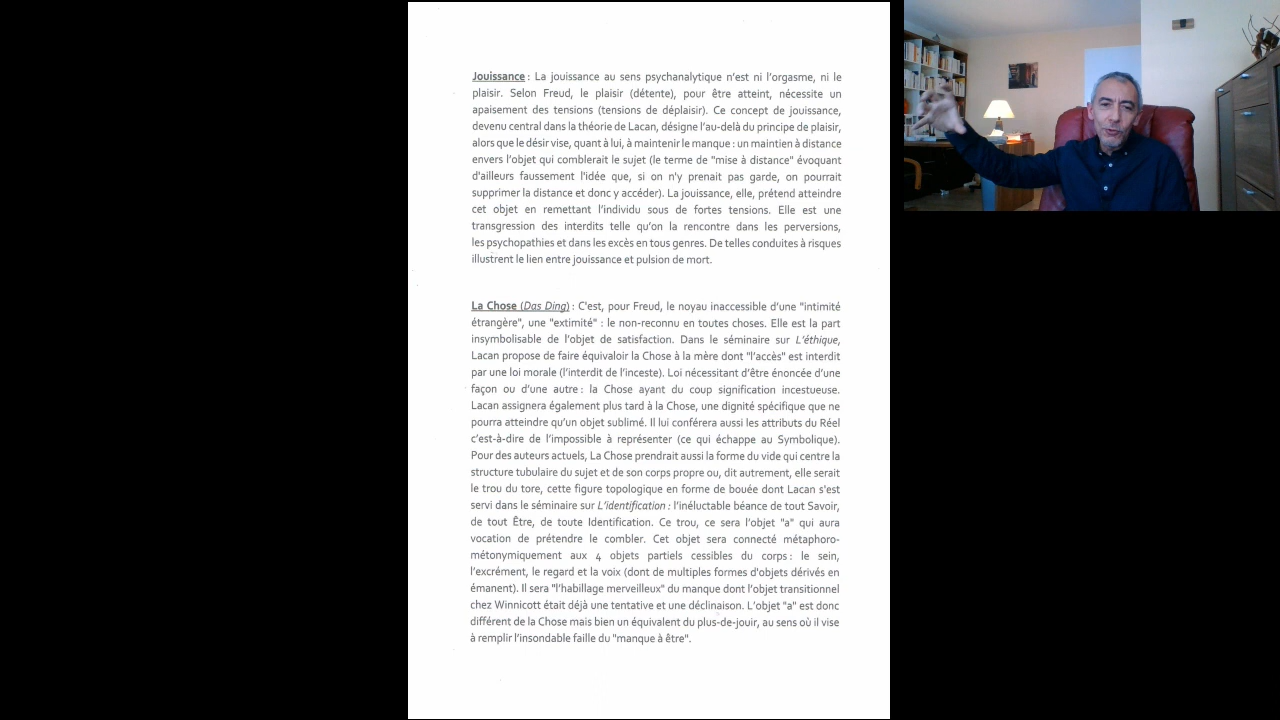 Jouissance : La jouissance au sens psychanalytique n’est ni l’orgasme, ni le
plaisir. Selon Freud, le plaisir (détente), pour être atteint, nécessite un
apaisement des tensions (tensions de déplaisir). Ce concept de jouissance,
devenu central dans la théorie de Lacan, désigne l’au-delà du principe de plaisir,
alors que le désir vise, quant à lui, à maintenir le manque : un maintien à distance
envers l’objet qui comblerait le sujet (le terme de "mise à distance" évoquant
d'ailleurs faussement l'idée que, si on n'y prenait pas garde, on pourrait
supprimer la distance et donc y accéder). La jouissance, elle, prétend atteindre
cet objet en remettant l’individu sous de fortes tensions. Elle est une
transgression des interdits telle qu’on la rencontre dans les perversions,
les psychopathies et dans les excès en tous genres. De telles conduites à risques
illustrent le lien entre jouissance et pulsion de mort.
La Chose (Das Ding) : C'est, pour Freud, le noyau inaccessible d’une "intimité
étrangère", une "extimité" : le non-reconnu en toutes choses. Elle est la part
insymbolisable de l’objet de satisfaction. Dans le séminaire sur L’éthique,
Lacan propose de faire équivaloir la Chose à la mère dont "l’accès" est interdit
par une loi morale (l’interdit de l’inceste). Loi nécessitant d’être énoncée d’une
façon ou d’une autre : la Chose ayant du coup signification incestueuse.
Lacan assignera également plus tard à la Chose, une dignité spécifique que ne
pourra atteindre qu’un objet sublimé. Il lui conférera aussi les attributs du Réel
c’est-à-dire de l’impossible à représenter (ce qui échappe au Symbolique).
Pour des auteurs actuels, La Chose prendrait aussi la forme du vide qui centre la
structure tubulaire du sujet et de son corps propre ou, dit autrement, elle serait
le trou du tore, cette figure topologique en forme de bouée dont Lacan s'est
servi dans le séminaire sur L’identification : l’inéluctable béance de tout Savoir,
de tout Être, de toute Identification. Ce trou, ce sera l’objet "a" qui aura
vocation de prétendre le combler. Cet objet sera connecté métaphoro-
métonymiquement aux 4 objets partiels cessibles du corps : le sein,
l’excrément, le regard et la voix (dont de multiples formes d'objets dérivés en
émanent). Il sera "l’habillage merveilleux" du manque dont l’objet transitionnel
chez Winnicott était déjà une tentative et une déclinaison. L’objet "a" est donc
différent de la Chose mais bien un équivalent du plus-de-jouir, au sens où il vise
à remplir l’insondable faille du "manque à être".